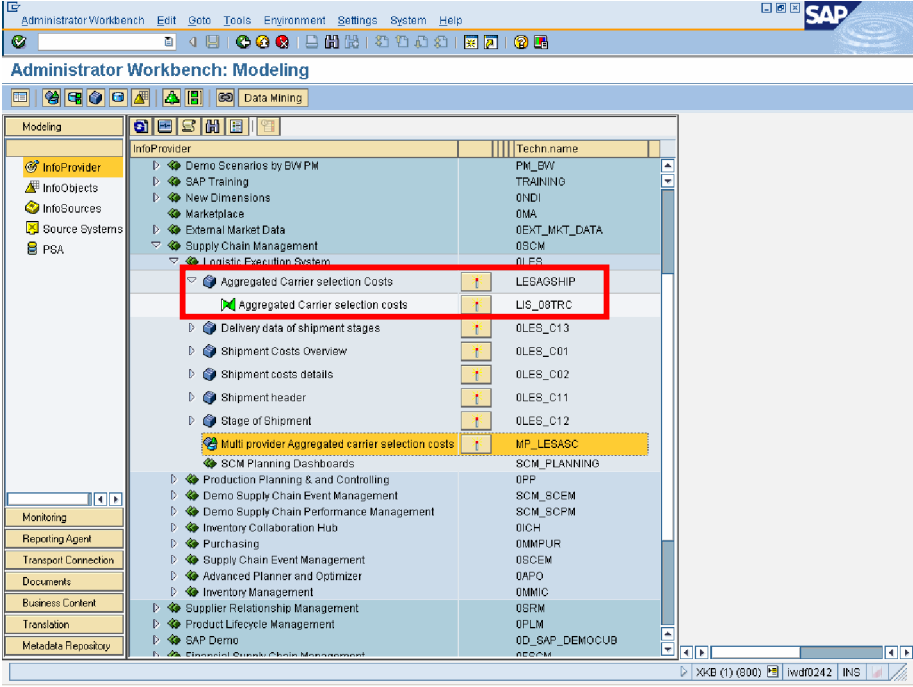 Administrator Workbench Edit Goto Tools Environment Settings System Help
SAP
Administrator Workbench: Modeling
Data Mining
Modeling
InfoProvider
InfoObjects
InfoSources
Source Systems
PSA
Monitoring
Reporting Agent
Transport Connection
Documents
Business Content
Translation
Metadata Repository
InfoProvider Techn.name
Demo Scenarios by BW PM PM_BW
SAP Training TRAINING
New Dimensions 0NDI
Marketplace 0MA
External Market Data 0EXT_MKT_DATA
Supply Chain Management 0SCM
Logistic Execution System 0LES
Aggregated Carrier selection Costs LESAGSHIP
Aggregated Carrier selection costs LIS_08TRC
Delivery data of shipment stages 0LES_C13
Shipment Costs Overview 0LES_C01
Shipment costs details 0LES_C02
Shipment header 0LES_C11
Stage of Shipment 0LES_C12
Multi provider Aggregated carrier selection costs MP_LESASC
SCM Planning Dashboards SCM_PLANNING
Production Planning & and Controlling 0PP
Demo Supply Chain Event Management SCM_SCEM
Demo Supply Chain Performance Management SCM_SCPM
Inventory Collaboration Hub 0ICH
Purchasing 0MMPUR
Supply Chain Event Management 0SCEM
Advanced Planner and Optimizer 0APO
Inventory Management 0MMIC
Supplier Relationship Management 0SRM
Product Lifecycle Management 0PLM
SAP Demo 0D_SAP_DEMOCUB
Financial Supply Chain Management 0FSCM
XKB (1) (800) iwdf0242 INS